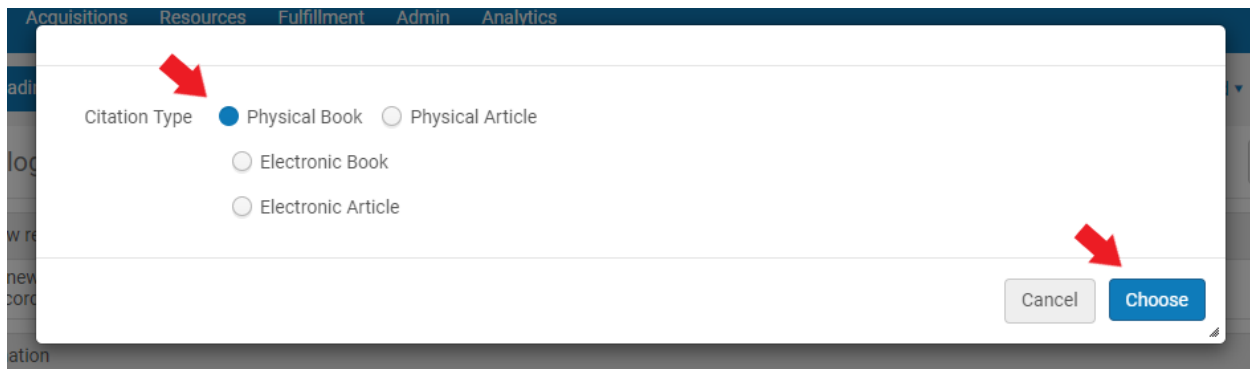 Acquisitions Resources Fulfillment Admin Analytics
Citation Type Physical Book Physical Article
Electronic Book
Electronic Article
Cancel Choose